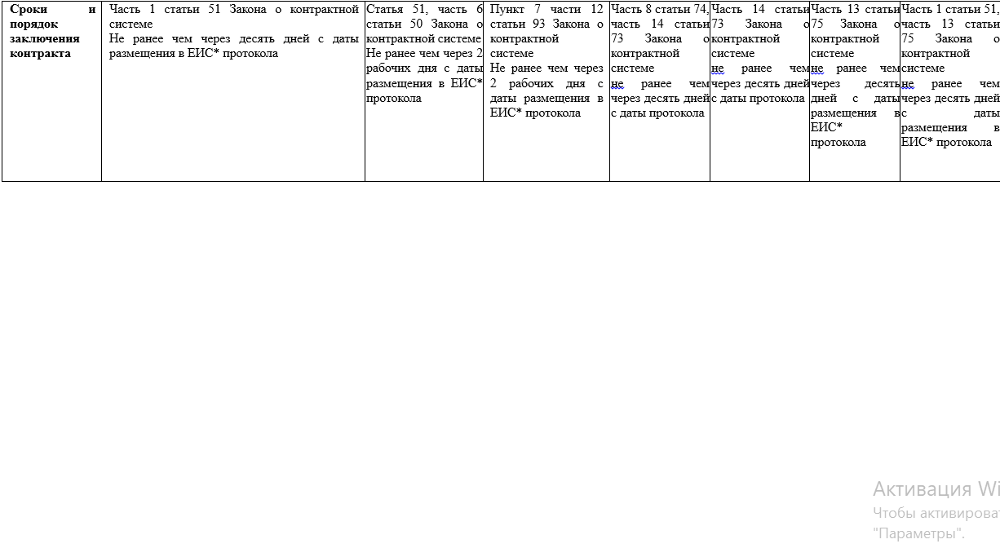 Сроки и
порядок
заключения
контракта
Часть 1 статьи 51 Закона о контрактной
системе
Не ранее чем через десять дней с даты
размещения в ЕИС* протокола
Статья 51, часть 6
статьи 50 Закона о
контрактной системе
Не ранее чем через 2
рабочих дня с даты
размещения в ЕИС*
протокола
Пункт 7 части 12
статьи 93 Закона о
контрактной
системе
Не ранее чем через
2 рабочих дня с
даты размещения в
ЕИС* протокола
Часть 8 статьи 74,
часть 14 статьи
73 Закона о
контрактной
системе
не ранее чем
через десять дней
с даты протокола
Часть 14 статьи
73 Закона о
контрактной
системе
не ранее чем
через десять дней
с даты протокола
Часть 13 статьи
75 Закона о
контрактной
системе
не ранее чем
через десять
дней с даты
размещения в
ЕИС*
протокола
Часть 1 статьи 51,
часть 13 статьи
75 Закона о
контрактной
системе
не ранее чем
через десять дней
с даты
размещения в
ЕИС* протокола
Активация Wi
Чтобы активироват
"Параметры".